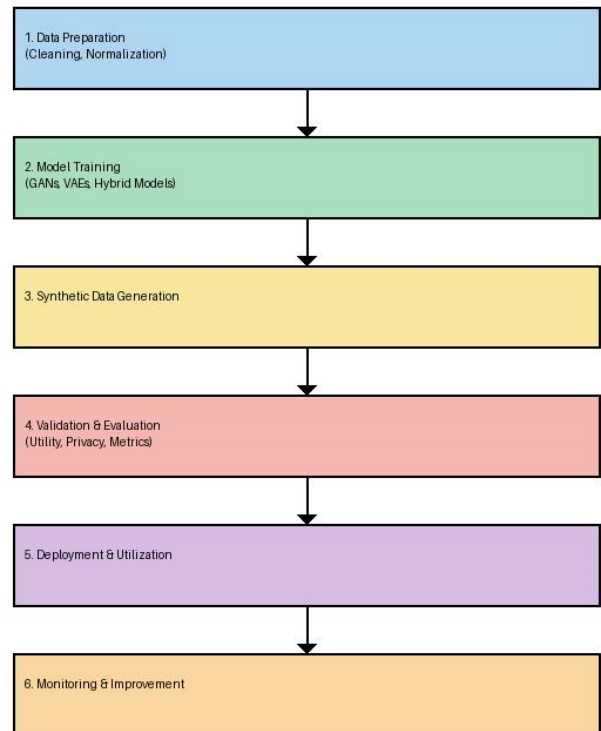 1. Data Preparation
(Cleaning, Normalization)
2. Model Training
(GANs, VAEs, Hybrid Models)
3. Synthetic Data Generation
4. Validation & Evaluation
(Utility, Privacy, Metrics)
5. Deployment & Utilization
6. Monitoring & Improvement